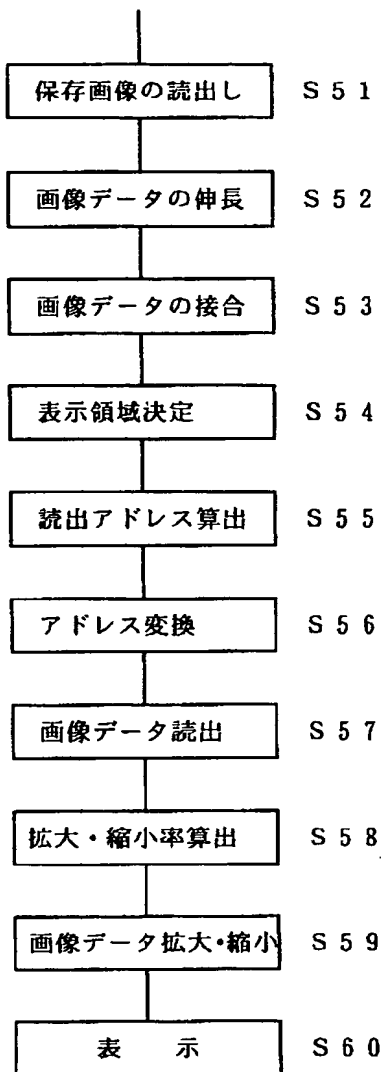 保存画像の読出し S51
画像データの伸長 S52
画像データの接合 S53
表示領域決定 S54
読出アドレス算出 S55
アドレス変換 S56
画像データ読出 S57
拡大・縮小率算出 S58
画像データ拡大・縮小 S59
表 示 S60